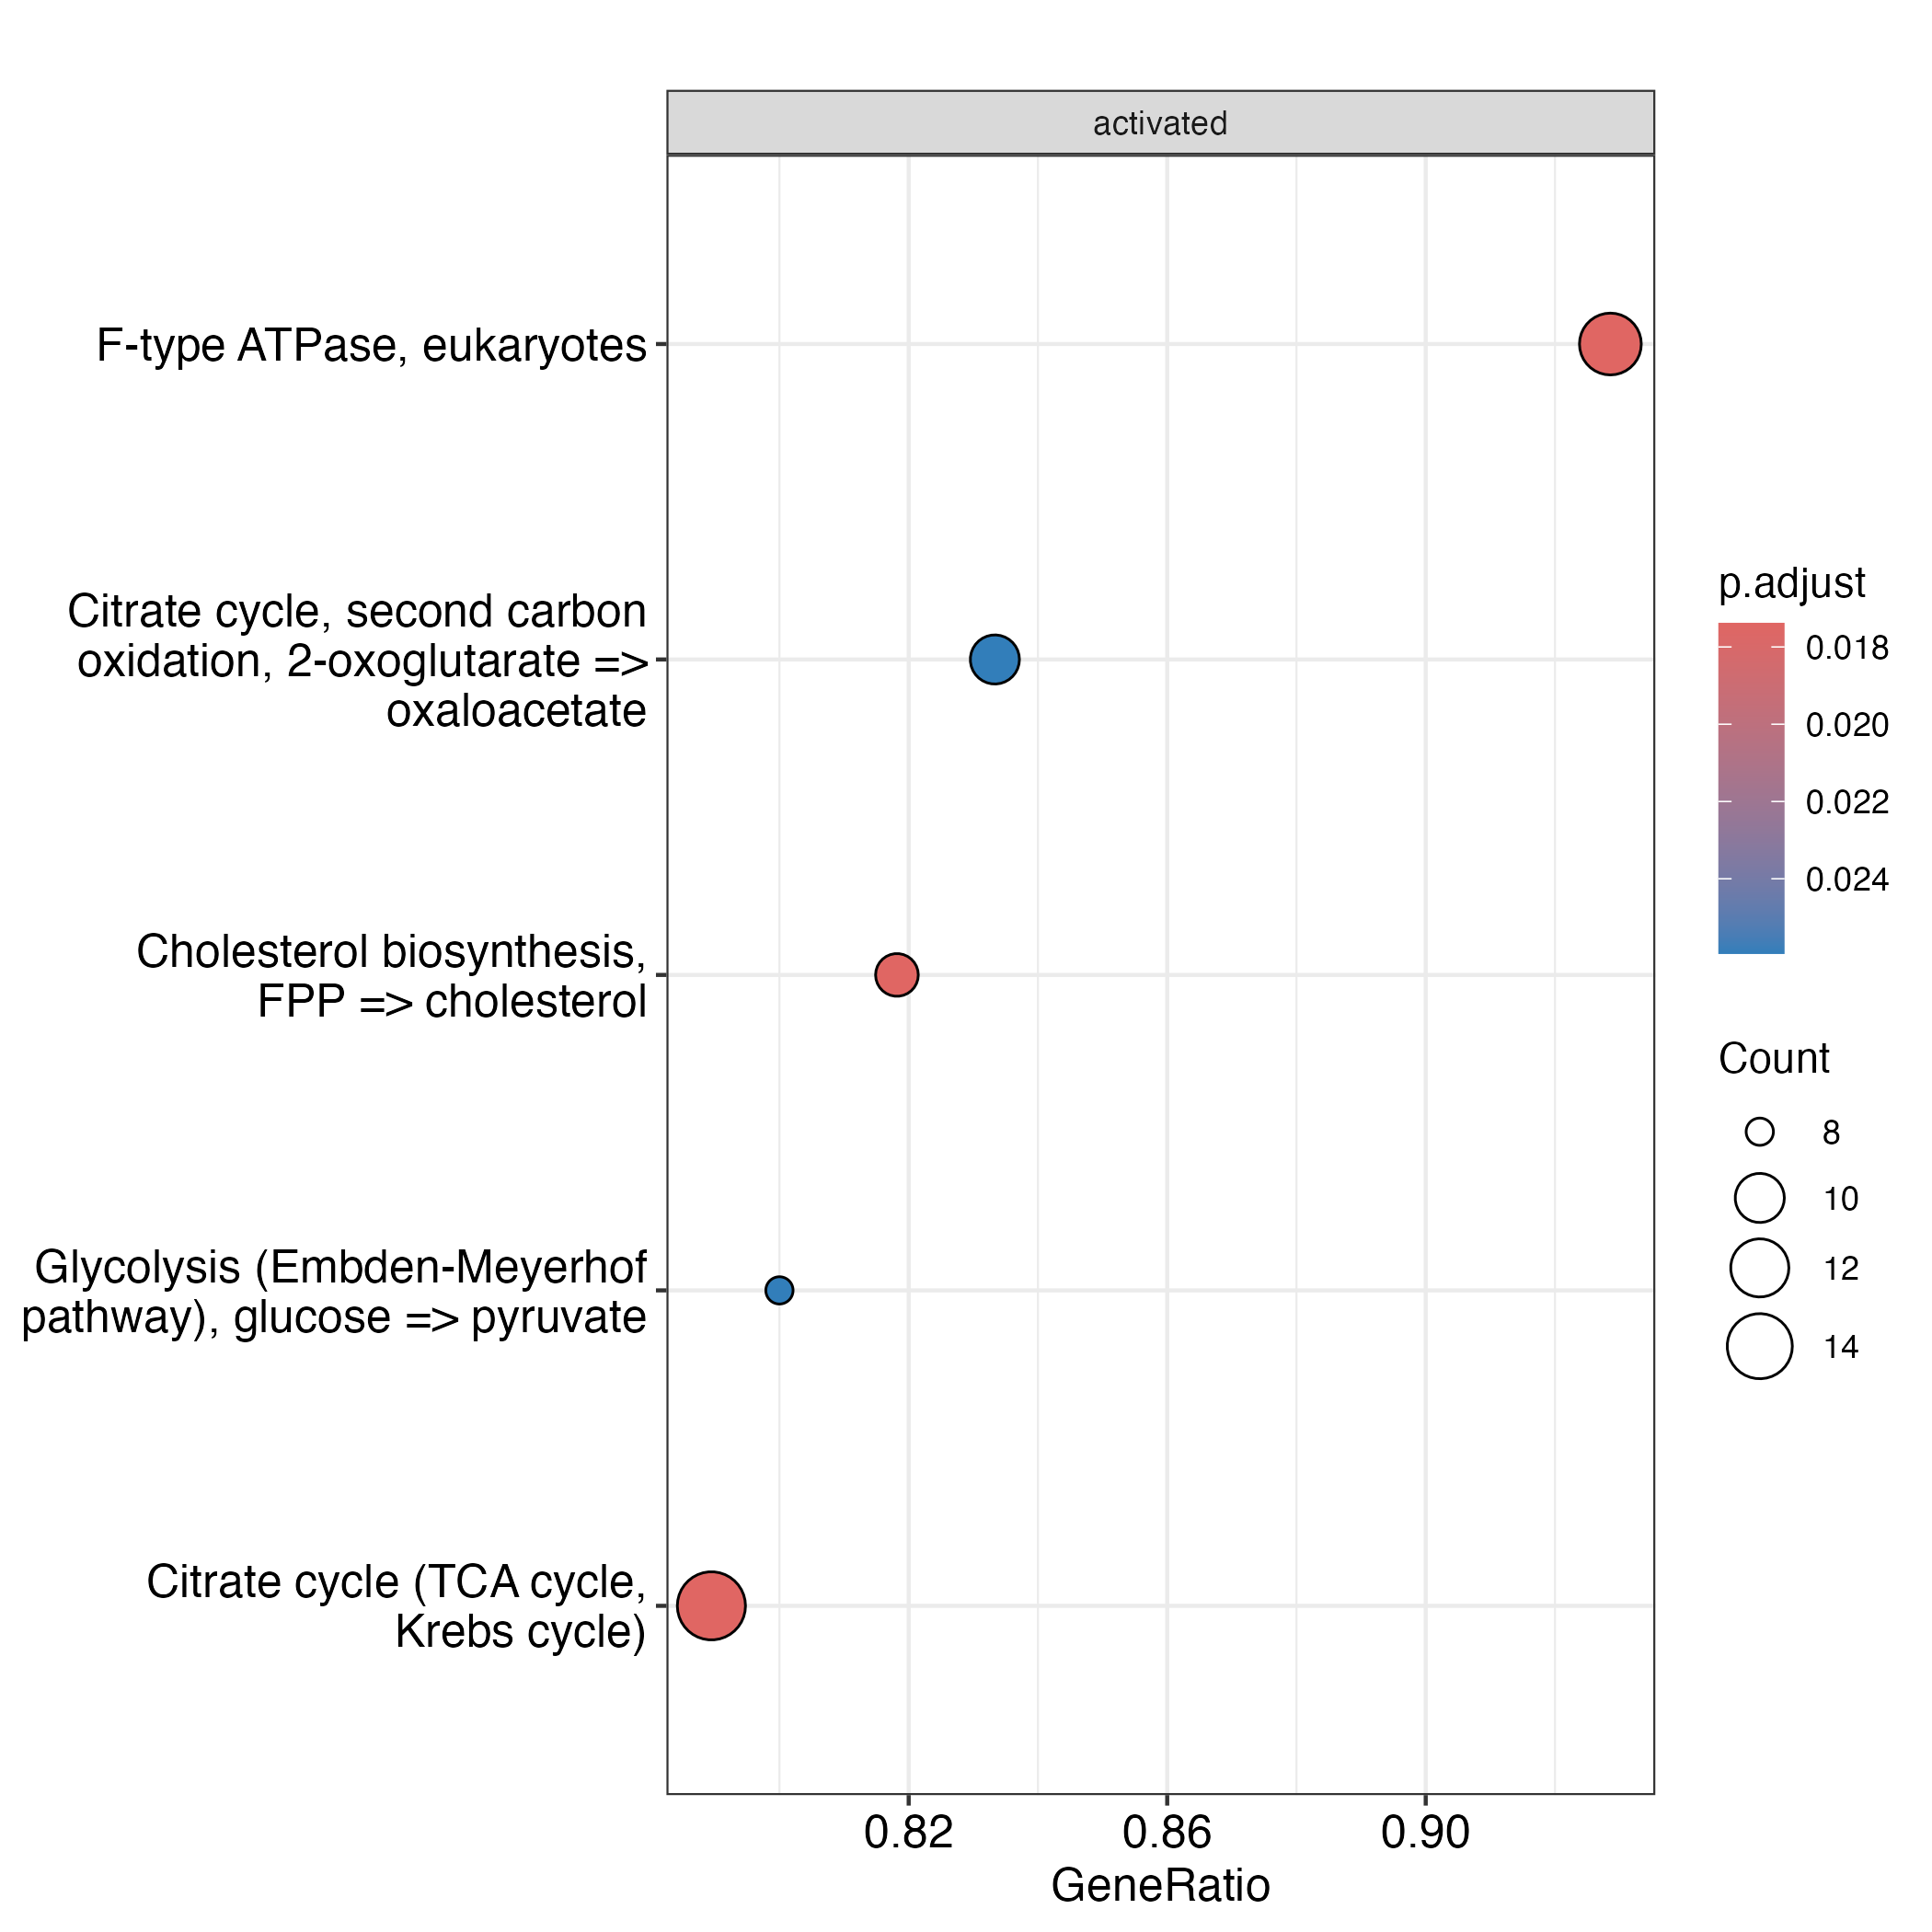 activated
F-type ATPase, eukaryotes
Citrate cycle, second carbon
oxidation, 2-oxoglutarate =>
oxaloacetate
Cholesterol biosynthesis,
FPP => cholesterol
Glycolysis (Embden-Meyerhof
pathway), glucose => pyruvate
Citrate cycle (TCA cycle,
Krebs cycle)
0.82
0.86
0.90
GeneRatio
p.adjust
0.018
0.020
0.022
0.024
Count
8
10
12
14